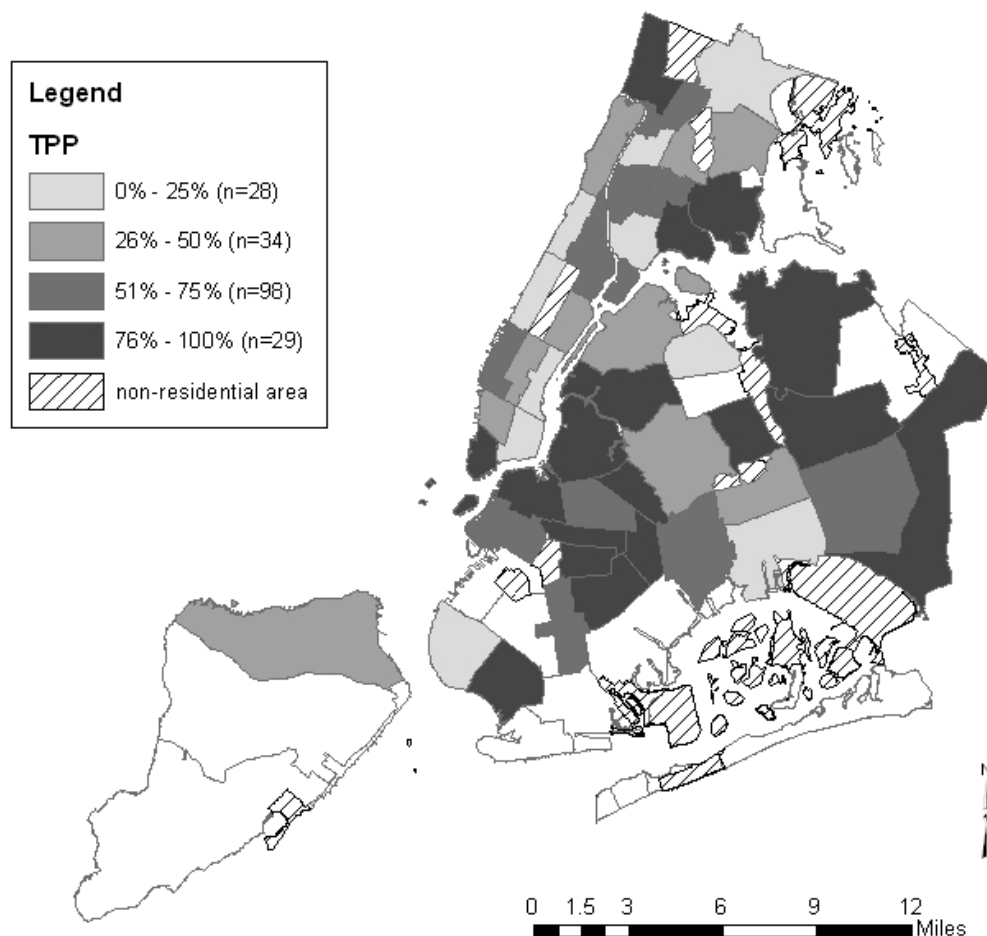 Legend
TPP
0% - 25% (n=28)
26% - 50% (n=34)
51% - 75% (n=98)
76% - 100% (n=29)
non-residential area
N
0 1.5 3 6 9 12
Miles